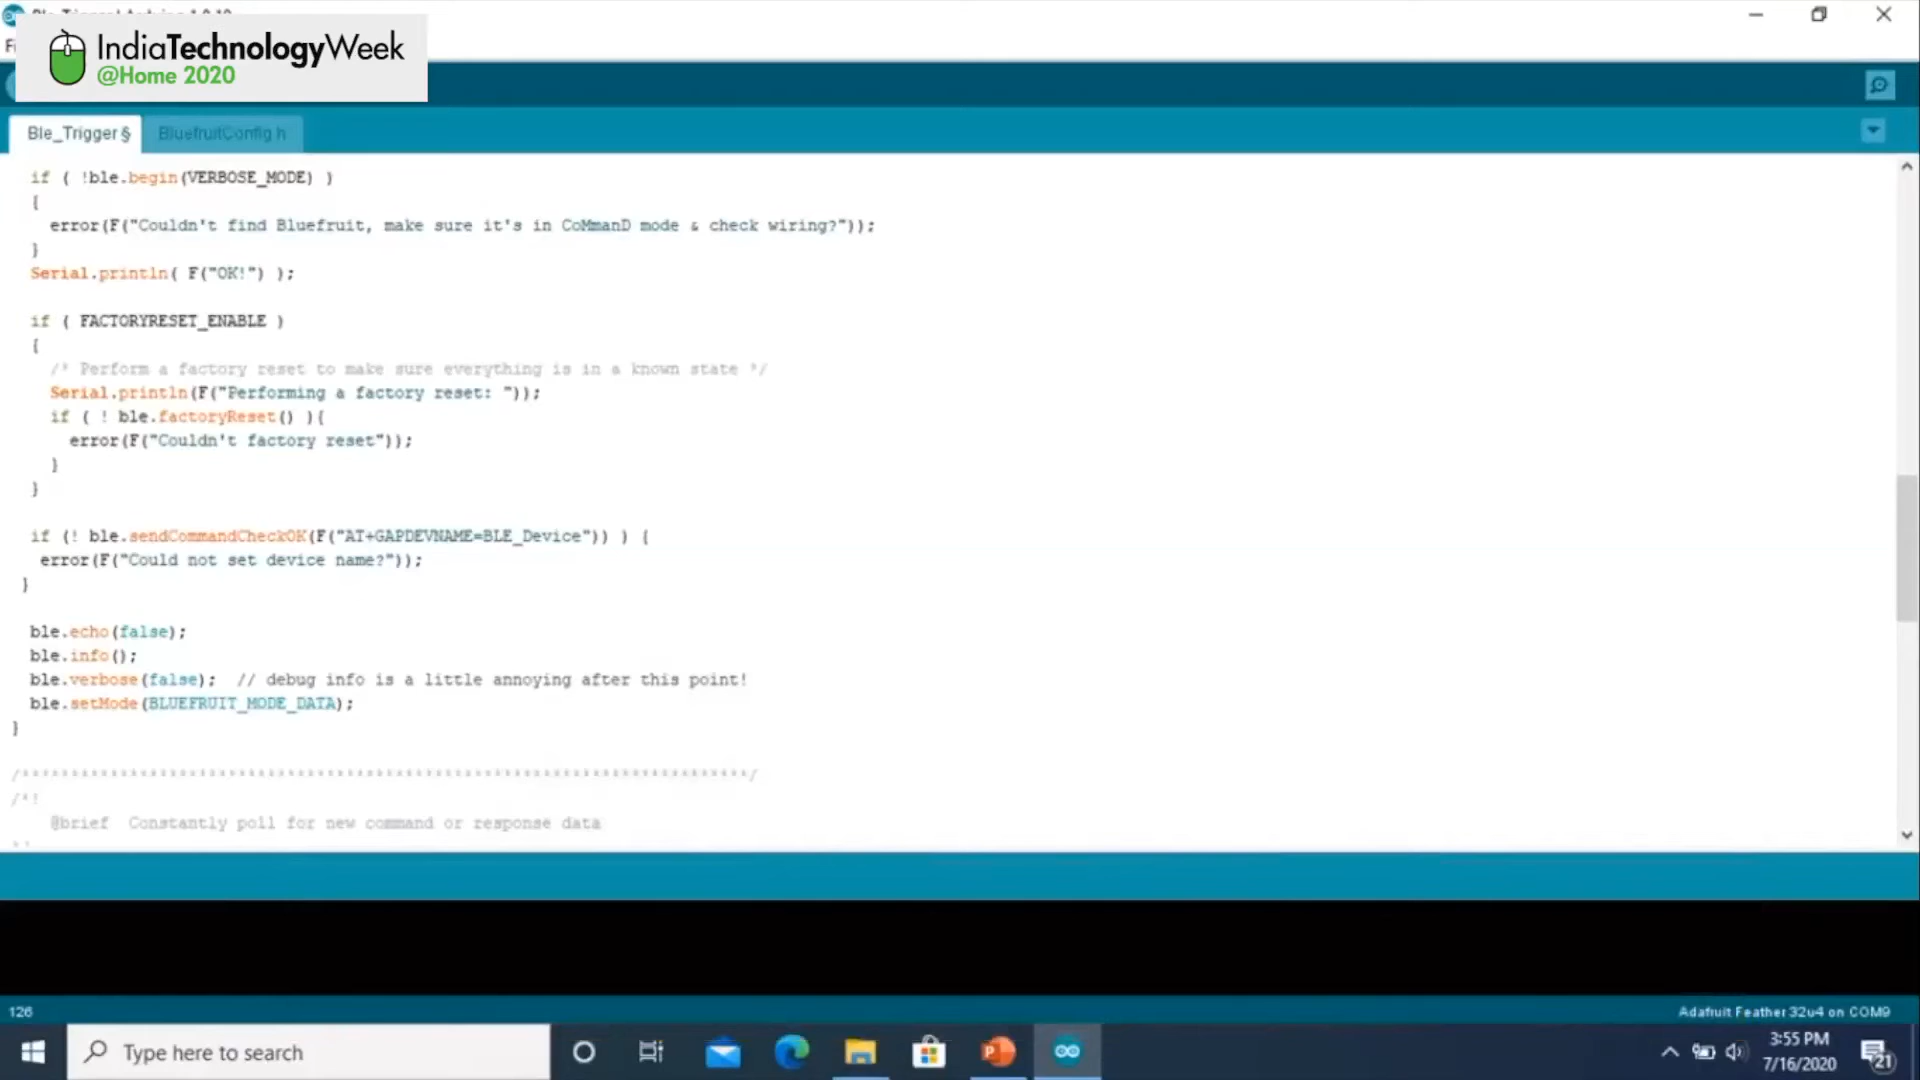 IndiaTechnologyWeek
@Home 2020
Ble_Trigger §
BluefruitConfig.h
if ( !ble.begin(VERBOSE_MODE) )
{
error(F("Couldn't find Bluefruit, make sure it's in CoMmanD mode & check wiring?"));
}
Serial.println( F("OK!") );
if ( FACTORYRESET_ENABLE )
{
/* Perform a factory reset to make sure everything is in a known state */
Serial.println(F("Performing a factory reset: "));
if ( ! ble.factoryReset() ){
error(F("Couldn't factory reset"));
}
}
if (! ble.sendCommandCheckOK(F("AT+GAPDEVNAME=BLE_Device")) ) {
error(F("Could not set device name?"));
}
ble.echo(false);
ble.info();
ble.verbose(false);  // debug info is a little annoying after this point!
ble.setMode(BLUEFRUIT_MODE_DATA);
}
/**************************************************************************/
/*!
@brief  Constantly poll for new command or response data
126
Adafruit Feather 32u4 on COM9
Type here to search
3:55 PM
7/16/2020
21